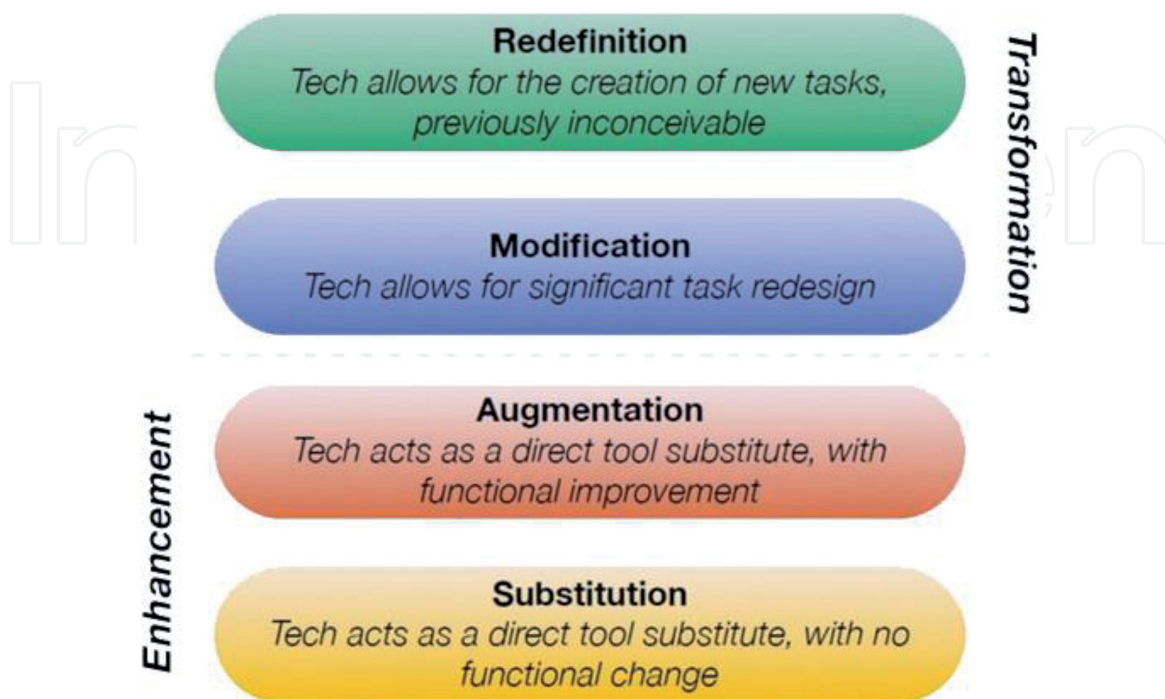 Redefinition
Tech allows for the creation of new tasks,
previously inconceivable
Transformation
Modification
Tech allows for significant task redesign
Augmentation
Tech acts as a direct tool substitute, with
functional improvement
Enhancement
Substitution
Tech acts as a direct tool substitute, with no
functional change